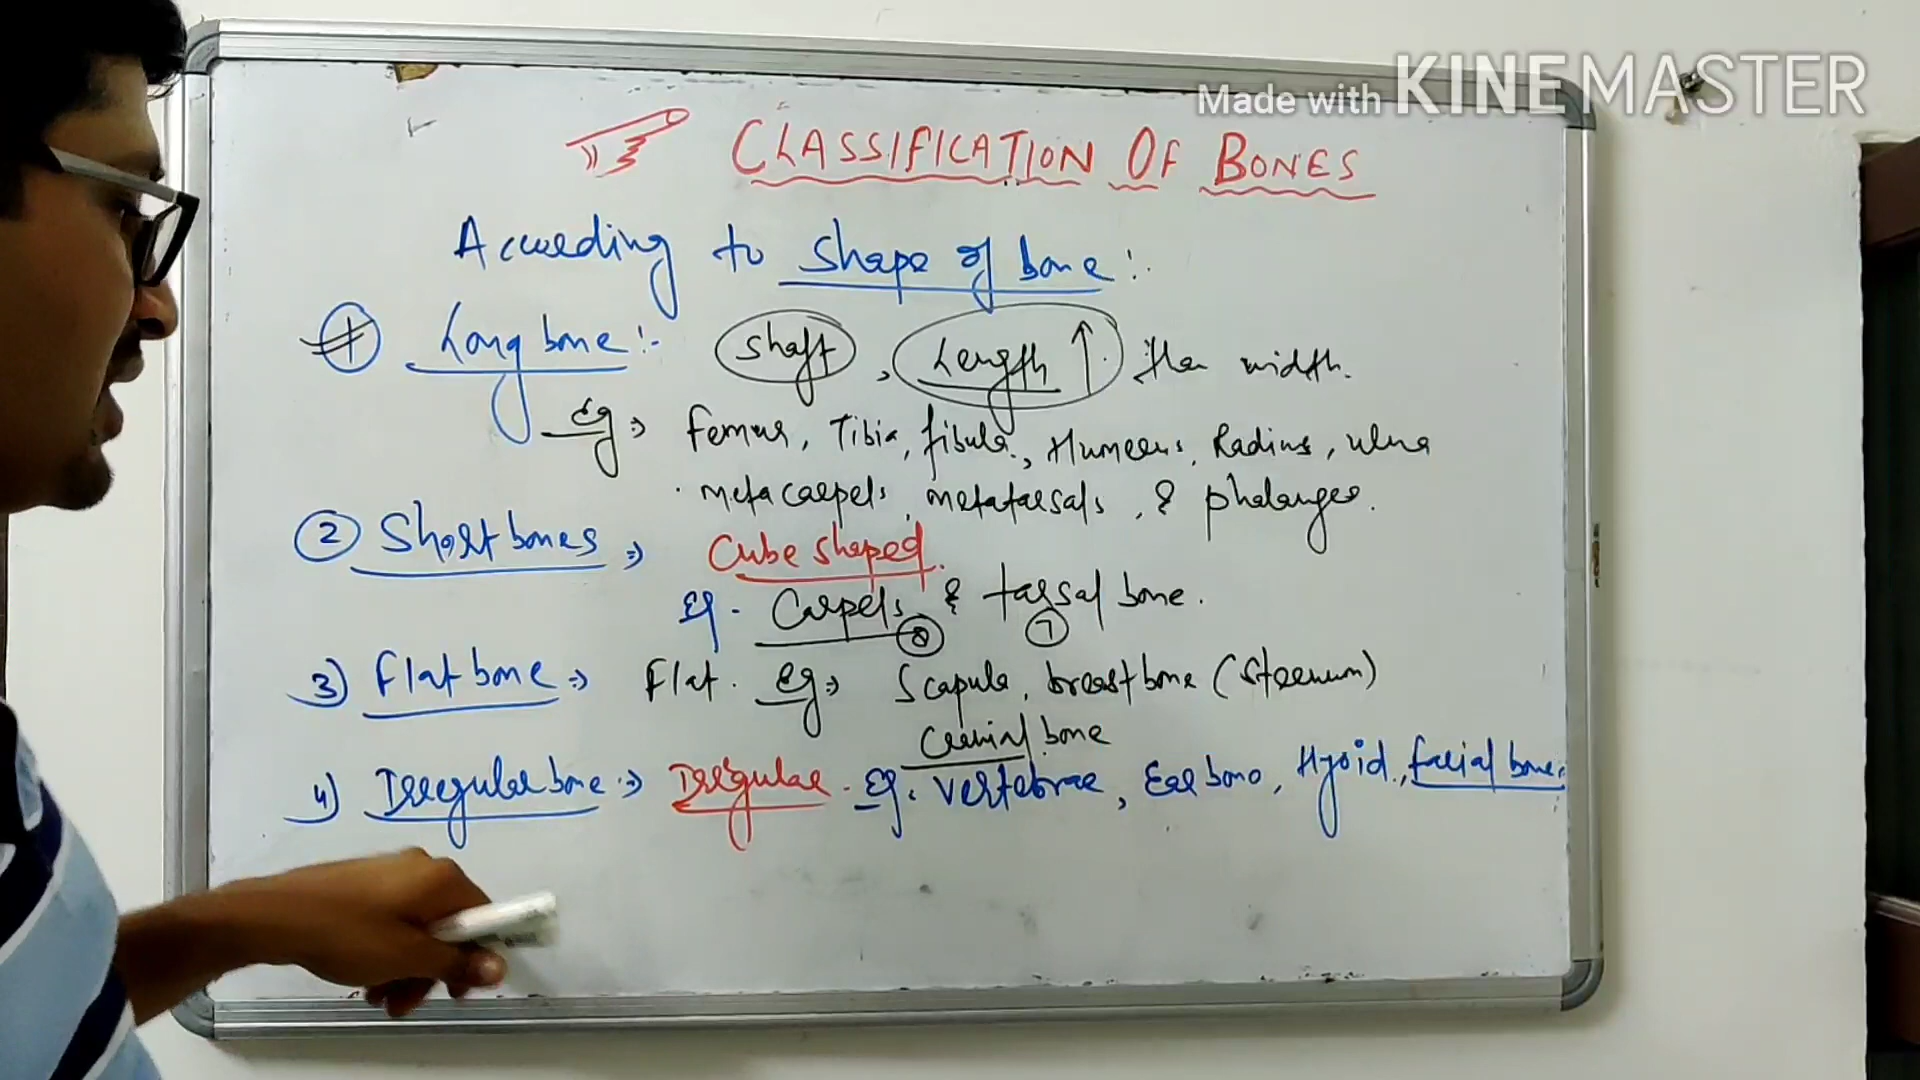 Made with KINEMASTER
CLASSIFICATION OF BONES
According to shape of bone :-
1 Long bone :- Shaft, Length ↑ then width.
Eg => Femur, Tibia, fibula, Humerus, Radius, ulna
metacarpels, metatarsals, & phalanges.
2 Short bones => Cube shaped.
Eg. Carpels & tarsal bone.
8 7
3) Flat bone => Flat. Eg => Scapula, breast bone (Sternum)
Cranial bone
4) Irregular bone => Irregular. Eg. vertebrae, Ear bone, Hyoid, facial bone.